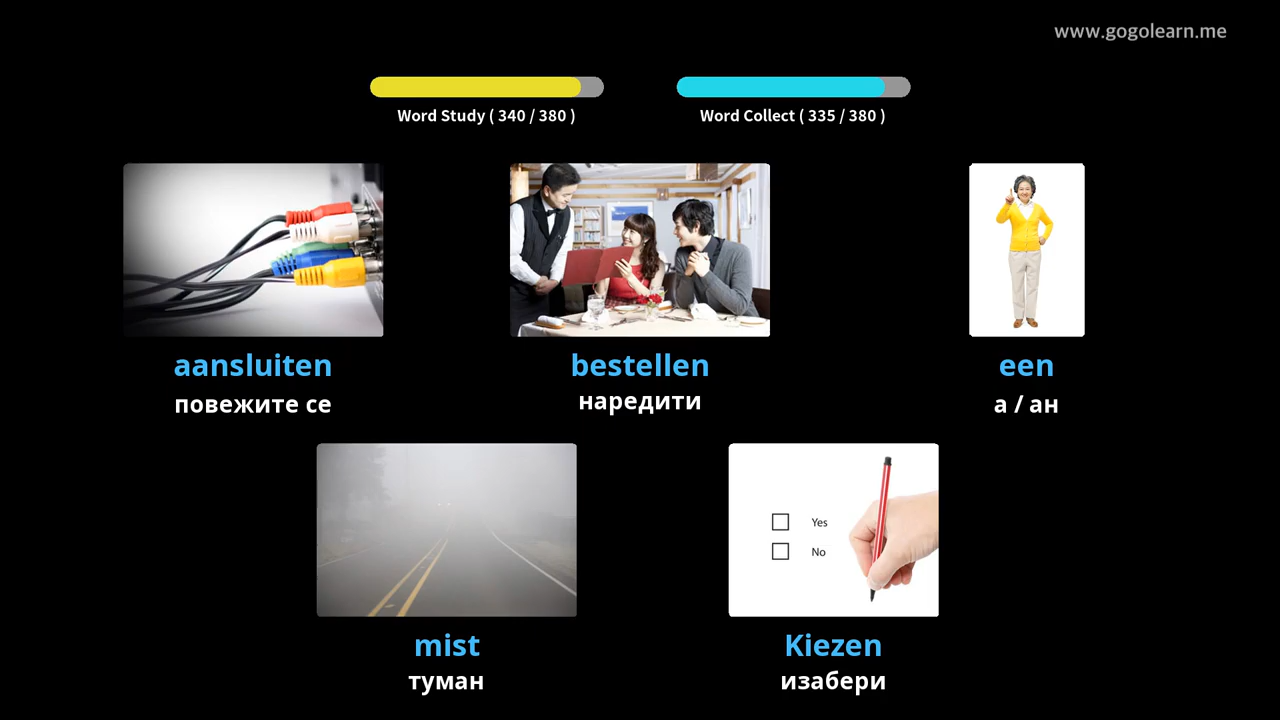 www.gogolearn.me
Word Study ( 340 / 380 )
Word Collect ( 335 / 380 )
aansluiten
повежите се
bestellen
наредити
een
а / ан
Yes
No
mist
туман
Kiezen
изабери